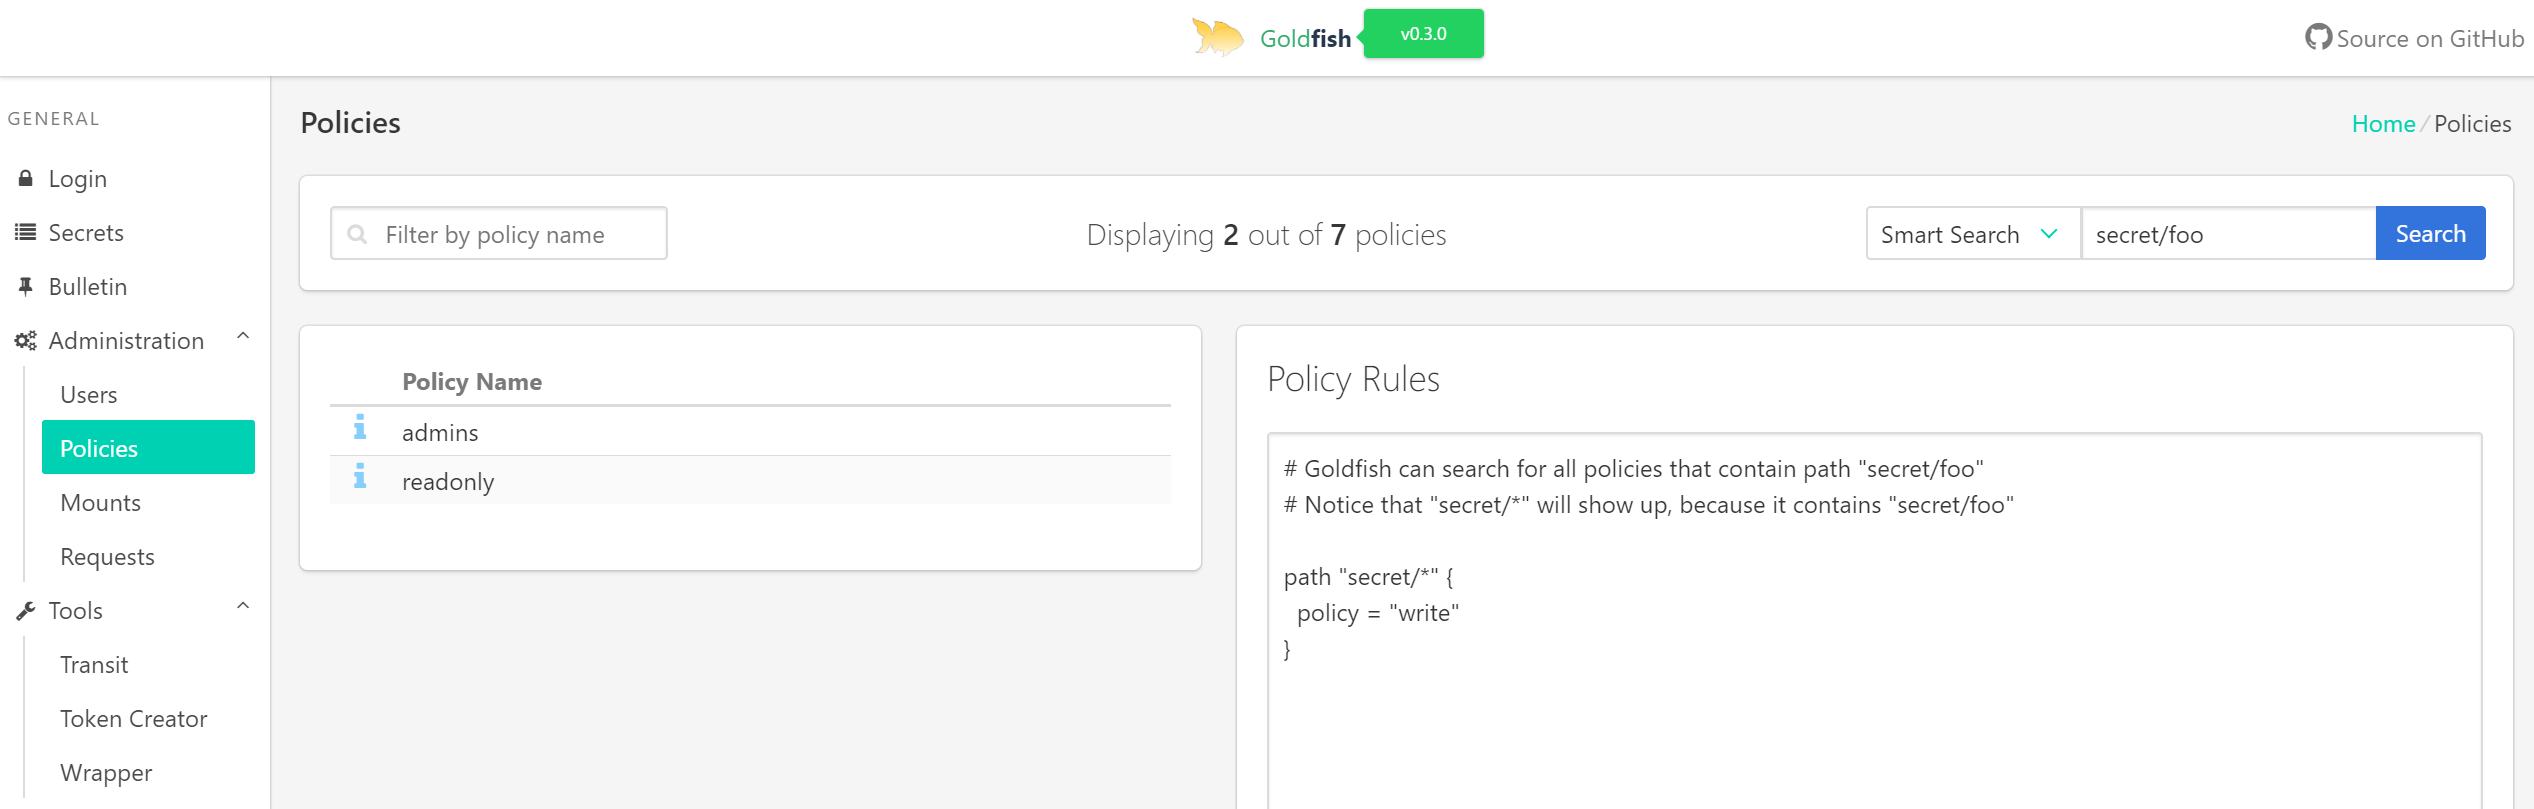 Goldfish
v0.3.0
Source on GitHub
GENERAL
Login
Secrets
Bulletin
Administration
Users
Policies
Mounts
Requests
Tools
Transit
Token Creator
Wrapper
Policies
Home / Policies
Filter by policy name
Displaying 2 out of 7 policies
Smart Search
secret/foo
Search
Policy Name
admins
readonly
Policy Rules
# Goldfish can search for all policies that contain path "secret/foo"
# Notice that "secret/*" will show up, because it contains "secret/foo"
path "secret/*" {
policy = "write"
}